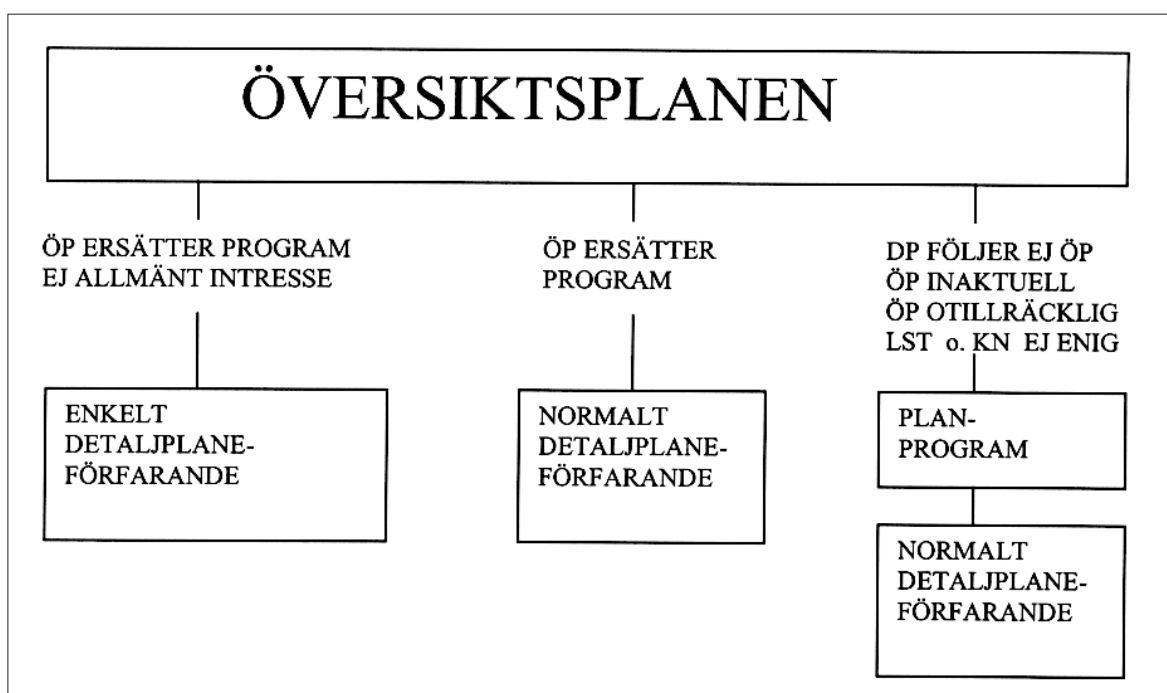 ÖVERSIKTSPLANEN
ÖP ERSÄTTER PROGRAM
EJ ALLMÄNT INTRESSE
ENKELT
DETALJPLANE-
FÖRFARANDE
ÖP ERSÄTTER
PROGRAM
NORMALT
DETALJPLANE-
FÖRFARANDE
DP FÖLJER EJ ÖP
ÖP INAKTUELL
ÖP OTILLRÄCKLIG
LST o. KN EJ ENIG
PLAN-
PROGRAM
NORMALT
DETALJPLANE-
FÖRFARANDE